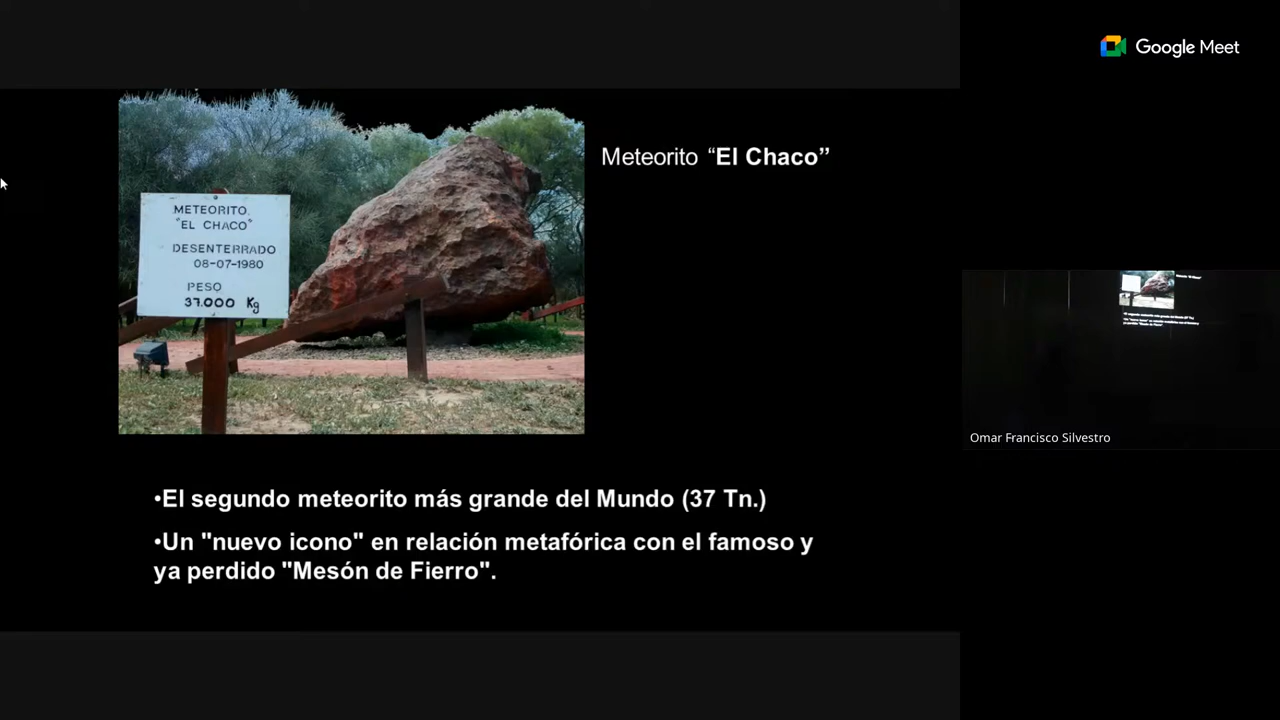 Google Meet
Meteorito “El Chaco”
METEORITO.
"EL CHACO"
DESENTERRADO
08-07-1980
PESO
37.000 Kg
•El segundo meteorito más grande del Mundo (37 Tn.)
•Un "nuevo icono" en relación metafórica con el famoso y
ya perdido "Mesón de Fierro".
Omar Francisco Silvestro